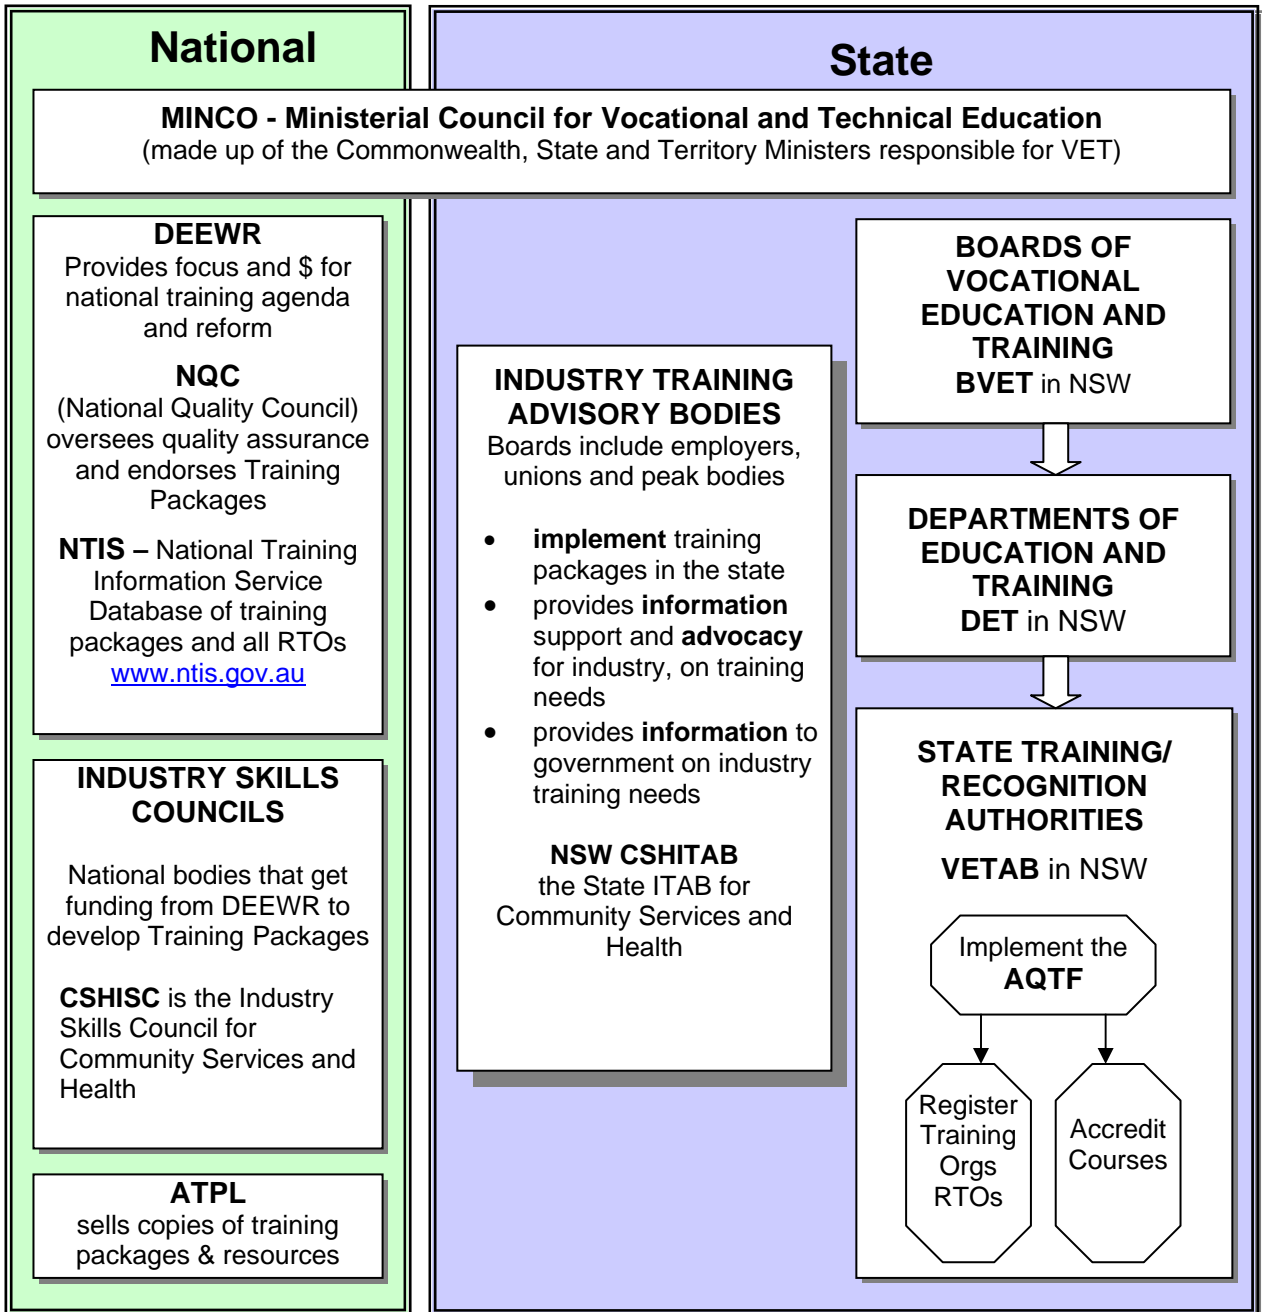 National
State
MINCO - Ministerial Council for Vocational and Technical Education
(made up of the Commonwealth, State and Territory Ministers responsible for VET)
DEEWR
Provides focus and $ for
national training agenda
and reform
NQC
(National Quality Council)
oversees quality assurance
and endorses Training
Packages
NTIS – National Training
Information Service
Database of training
packages and all RTOs
www.ntis.gov.au
INDUSTRY SKILLS
COUNCILS
National bodies that get
funding from DEEWR to
develop Training Packages
CSHISC is the Industry
Skills Council for
Community Services and
Health
ATPL
sells copies of training
packages & resources
INDUSTRY TRAINING
ADVISORY BODIES
Boards include employers,
unions and peak bodies
• implement training
packages in the state
• provides information
support and advocacy
for industry, on training
needs
• provides information to
government on industry
training needs
NSW CSHITAB
the State ITAB for
Community Services and
Health
BOARDS OF
VOCATIONAL
EDUCATION AND
TRAINING
BVET in NSW
DEPARTMENTS OF
EDUCATION AND
TRAINING
DET in NSW
STATE TRAINING/
RECOGNITION
AUTHORITIES
VETAB in NSW
Implement the
AQTF
Register
Training
Orgs
RTOs
Accredit
Courses